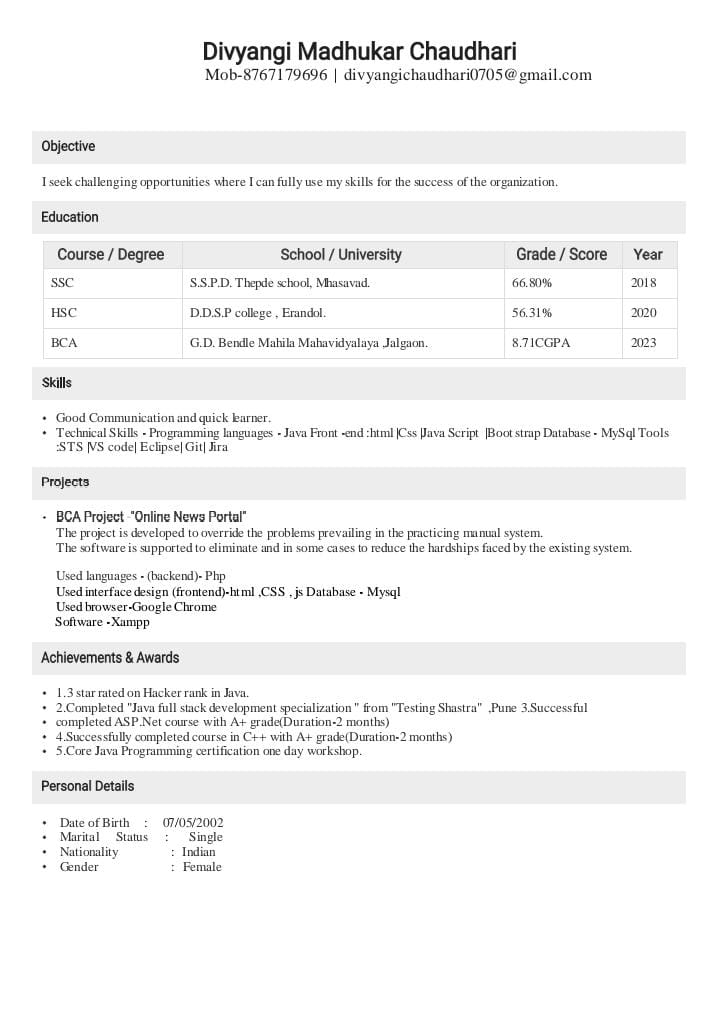 Divyangi Madhukar Chaudhari
Mob-8767179696 | divyangichaudhari0705@gmail.com
Objective
I seek challenging opportunities where I can fully use my skills for the success of the organization.
Education
Course / Degree School / University Grade / Score Year
SSC S.S.P.D. Thepde school, Mhasavad. 66.80% 2018
HSC D.D.S.P college , Erandol. 56.31% 2020
BCA G.D. Bendle Mahila Mahavidyalaya ,Jalgaon. 8.71CGPA 2023
Skills
• Good Communication and quick learner.
• Technical Skills - Programming languages - Java Front -end :html |Css |Java Script |Boot strap Database - MySql Tools
:STS |VS code| Eclipse| Git| Jira
Projects
• BCA Project -"Online News Portal"
The project is developed to override the problems prevailing in the practicing manual system.
The software is supported to eliminate and in some cases to reduce the hardships faced by the existing system.
Used languages - (backend)- Php
Used interface design (frontend)-html ,CSS , js Database - Mysql
Used browser-Google Chrome
Software -Xampp
Achievements & Awards
• 1.3 star rated on Hacker rank in Java.
• 2.Completed "Java full stack development specialization " from "Testing Shastra" ,Pune 3.Successful
• completed ASP.Net course with A+ grade(Duration-2 months)
• 4.Successfully completed course in C++ with A+ grade(Duration-2 months)
• 5.Core Java Programming certification one day workshop.
Personal Details
• Date of Birth : 07/05/2002
• Marital Status : Single
• Nationality : Indian
• Gender : Female